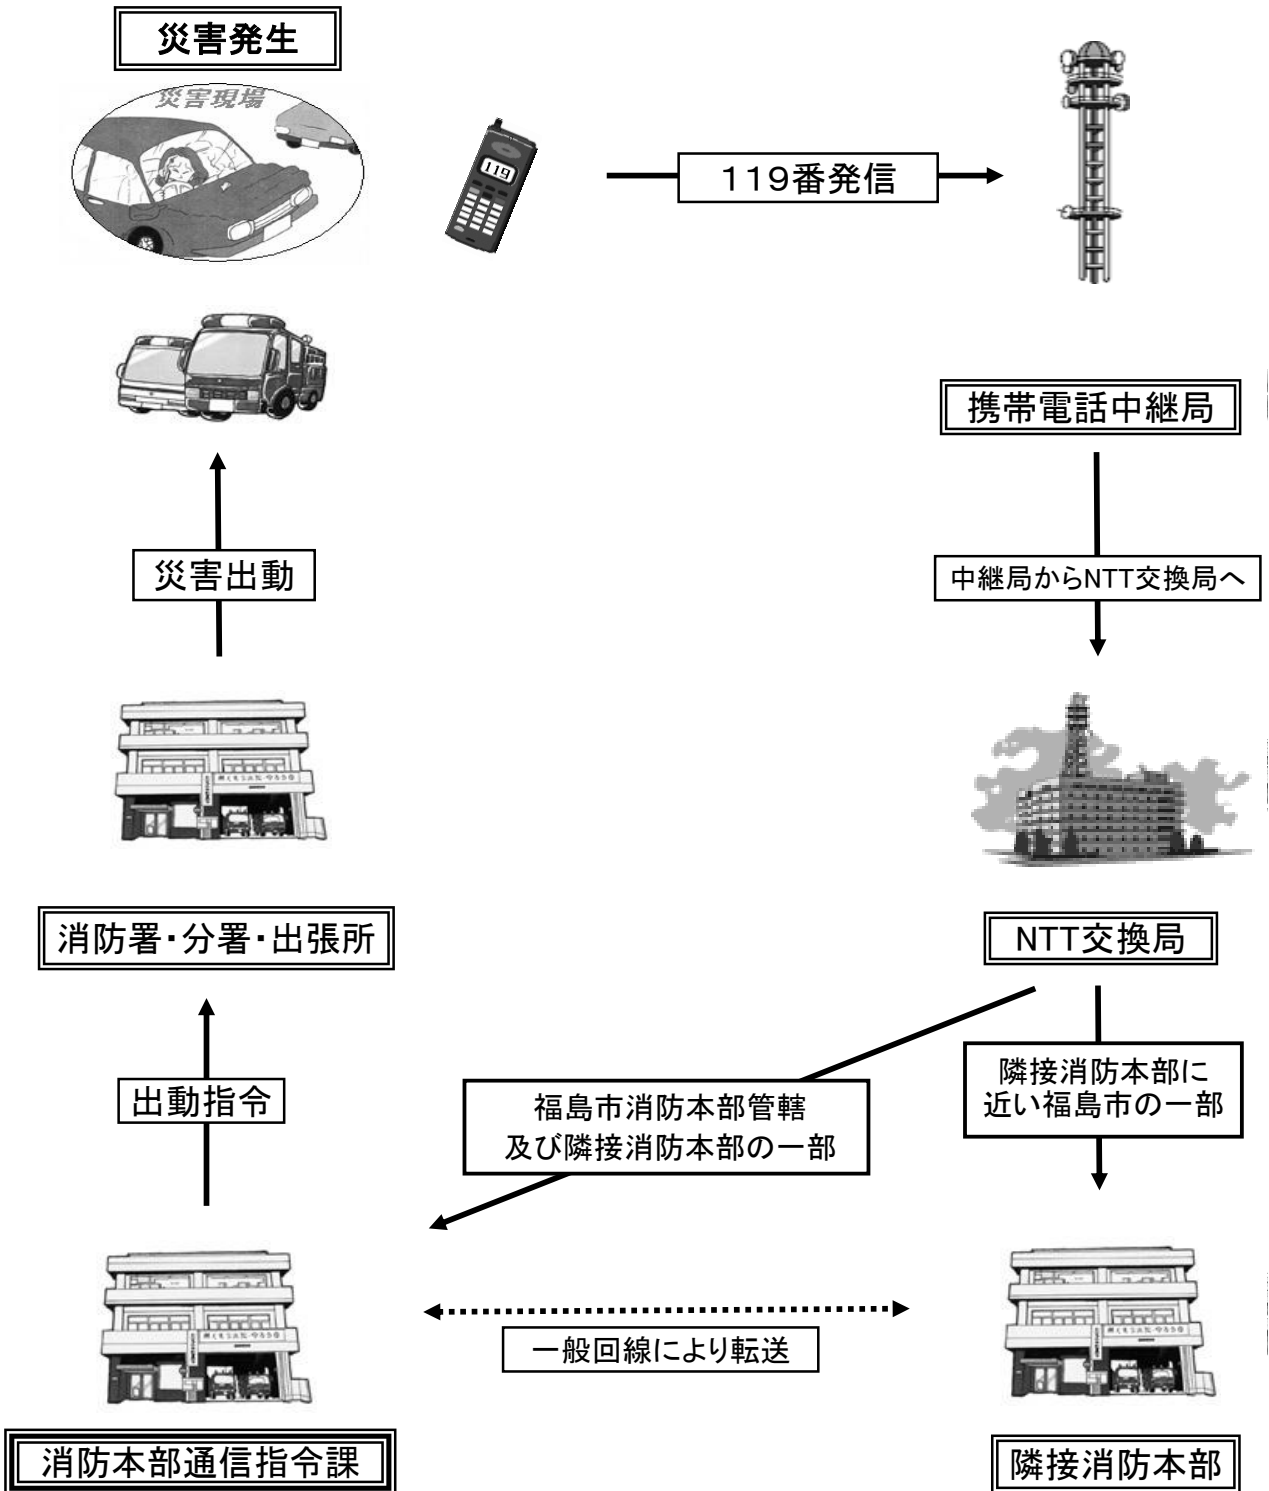 災害発生
災害現場
119
119番発信
携帯電話中継局
災害出動
中継局からNTT交換局へ
消防署・分署・出張所
NTT交換局
出動指令
福島市消防本部管轄
及び隣接消防本部の一部
隣接消防本部に
近い福島市の一部
一般回線により転送
消防本部通信指令課
隣接消防本部